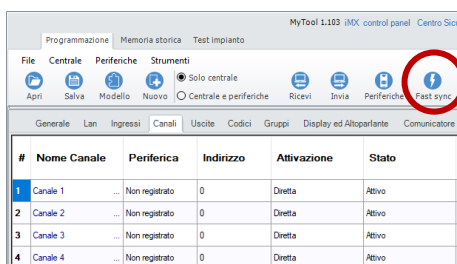 MyTool 1.103 iMX control panel Centro Sic
Programmazione Memoria storica Test impianto
File Centrale Periferiche Strumenti
Solo centrale
Centrale e periferiche
Apri Salva Modello Nuovo Ricevi Invia Periferiche Fast sync
Generale Lan Ingressi Canali Uscite Codici Gruppi Display ed Altoparlante Comunicatore
# Nome Canale Periferica Indirizzo Attivazione Stato
1 Canale 1 ... Non registrato 0 Diretta Attivo
2 Canale 2 ... Non registrato 0 Diretta Attivo
3 Canale 3 ... Non registrato 0 Diretta Attivo
4 Canale 4 ... Non registrato 0 Diretta Attivo